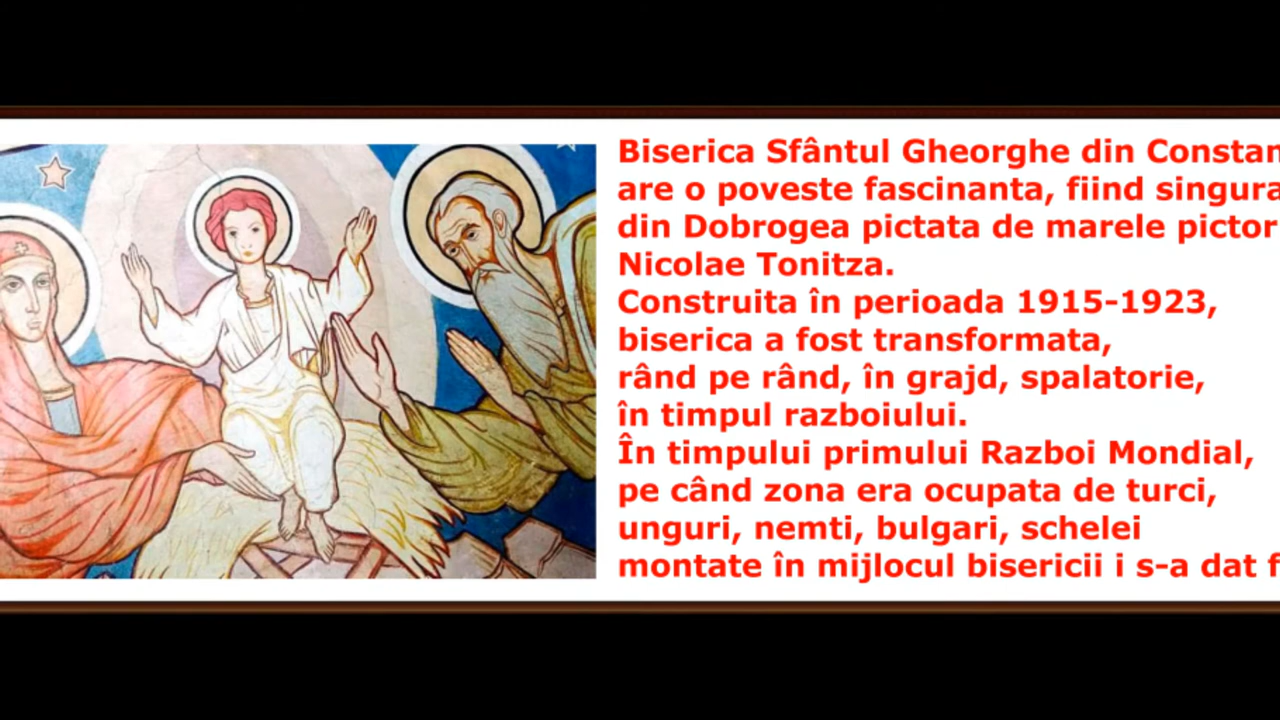 Biserica Sfântul Gheorghe din Constan
are o poveste fascinanta, fiind singura
din Dobrogea pictata de marele pictor
Nicolae Tonitza.
Construita în perioada 1915-1923,
biserica a fost transformata,
rând pe rând, în grajd, spalatorie,
în timpul razboiului.
În timpului primului Razboi Mondial,
pe când zona era ocupata de turci,
unguri, nemti, bulgari, schelei
montate în mijlocul bisericii i s-a dat f